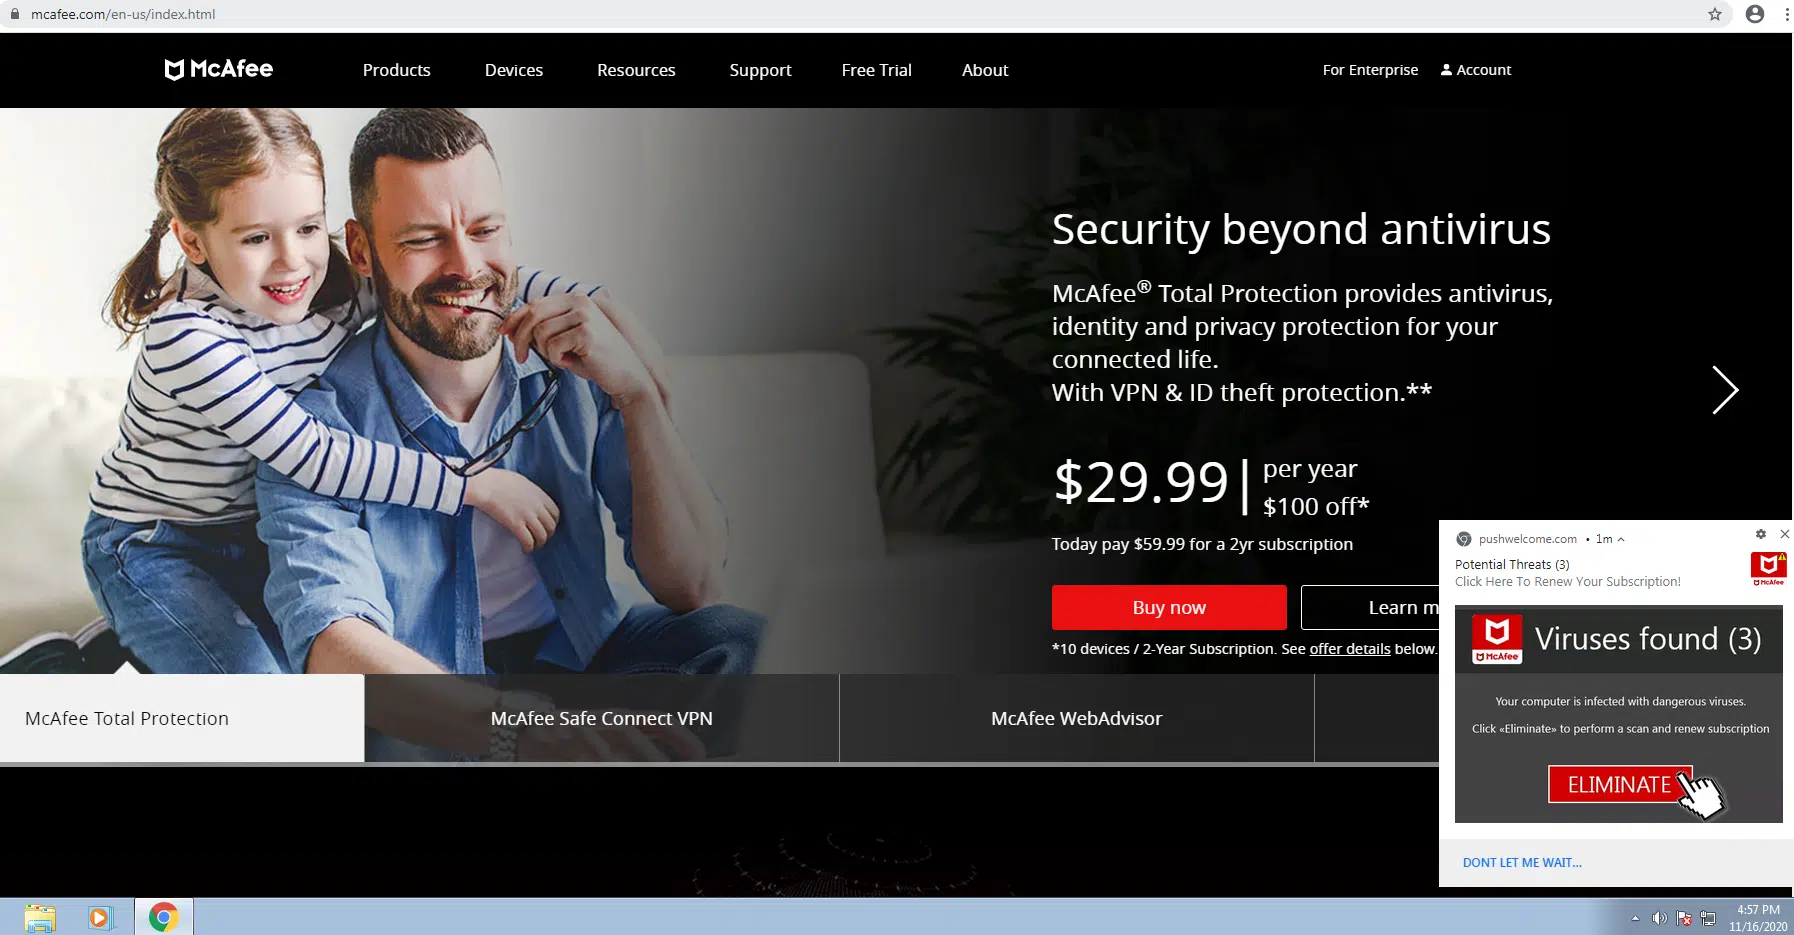 mcafee.com/en-us/index.html
McAfee
Products
Devices
Resources
Support
Free Trial
About
For Enterprise
Account
Security beyond antivirus
McAfee® Total Protection provides antivirus,
identity and privacy protection for your
connected life.
With VPN & ID theft protection.**
$29.99
per year
$100 off*
Today pay $59.99 for a 2yr subscription
Buy now
Learn m
*10 devices / 2-Year Subscription. See offer details below.
McAfee Total Protection
McAfee Safe Connect VPN
McAfee WebAdvisor
pushwelcome.com • 1m
Potential Threats (3)
Click Here To Renew Your Subscription!
McAfee
McAfee
Viruses found (3)
Your computer is infected with dangerous viruses.
Click «Eliminate» to perform a scan and renew subscription
ELIMINATE
DONT LET ME WAIT...
4:57 PM
11/16/2020